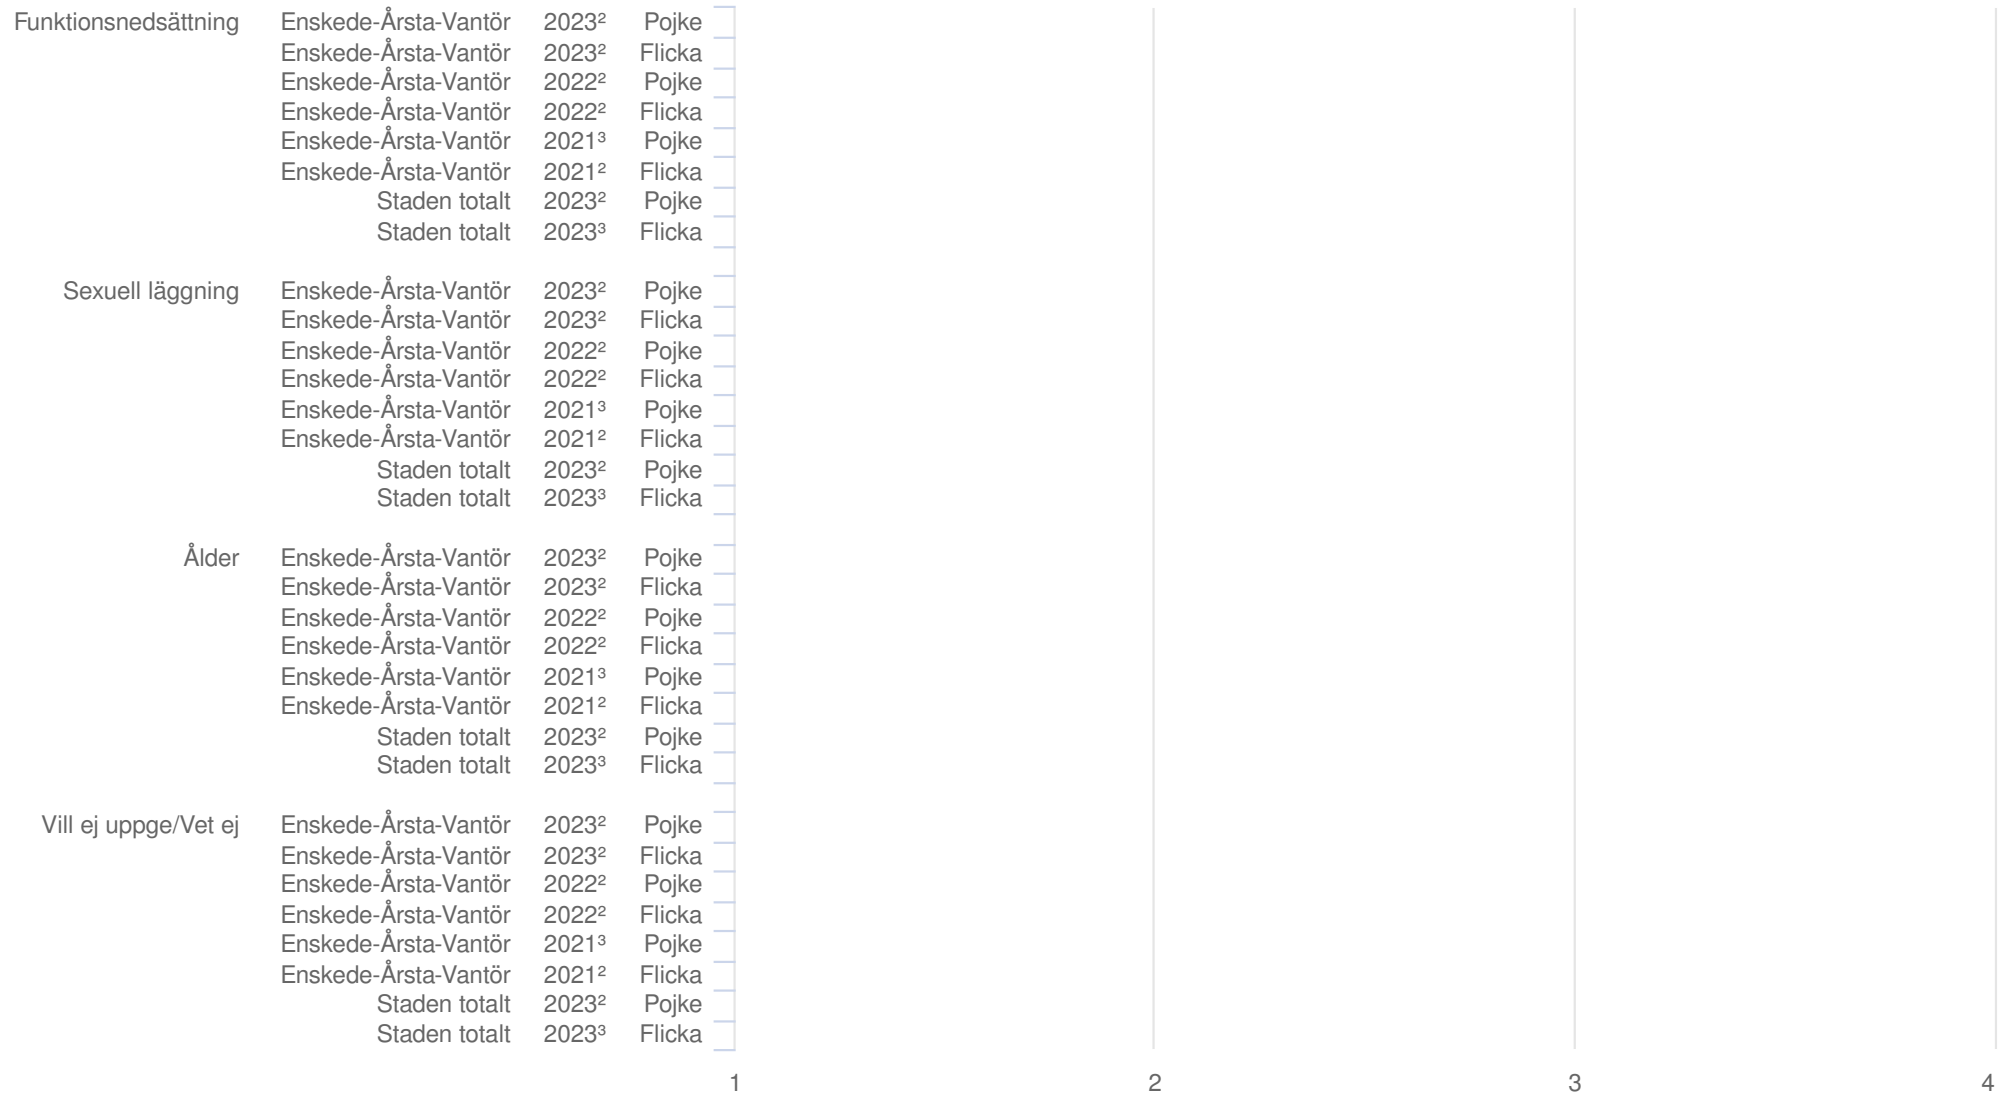 Funktionsnedsättning Enskede-Årsta-Vantör 2023² Pojke
Enskede-Årsta-Vantör 2023² Flicka
Enskede-Årsta-Vantör 2022² Pojke
Enskede-Årsta-Vantör 2022² Flicka
Enskede-Årsta-Vantör 2021³ Pojke
Enskede-Årsta-Vantör 2021² Flicka
Staden totalt 2023² Pojke
Staden totalt 2023³ Flicka
Sexuell läggning Enskede-Årsta-Vantör 2023² Pojke
Enskede-Årsta-Vantör 2023² Flicka
Enskede-Årsta-Vantör 2022² Pojke
Enskede-Årsta-Vantör 2022² Flicka
Enskede-Årsta-Vantör 2021³ Pojke
Enskede-Årsta-Vantör 2021² Flicka
Staden totalt 2023² Pojke
Staden totalt 2023³ Flicka
Ålder Enskede-Årsta-Vantör 2023² Pojke
Enskede-Årsta-Vantör 2023² Flicka
Enskede-Årsta-Vantör 2022² Pojke
Enskede-Årsta-Vantör 2022² Flicka
Enskede-Årsta-Vantör 2021³ Pojke
Enskede-Årsta-Vantör 2021² Flicka
Staden totalt 2023² Pojke
Staden totalt 2023³ Flicka
Vill ej uppge/Vet ej Enskede-Årsta-Vantör 2023² Pojke
Enskede-Årsta-Vantör 2023² Flicka
Enskede-Årsta-Vantör 2022² Pojke
Enskede-Årsta-Vantör 2022² Flicka
Enskede-Årsta-Vantör 2021³ Pojke
Enskede-Årsta-Vantör 2021² Flicka
Staden totalt 2023² Pojke
Staden totalt 2023³ Flicka
1 2 3 4